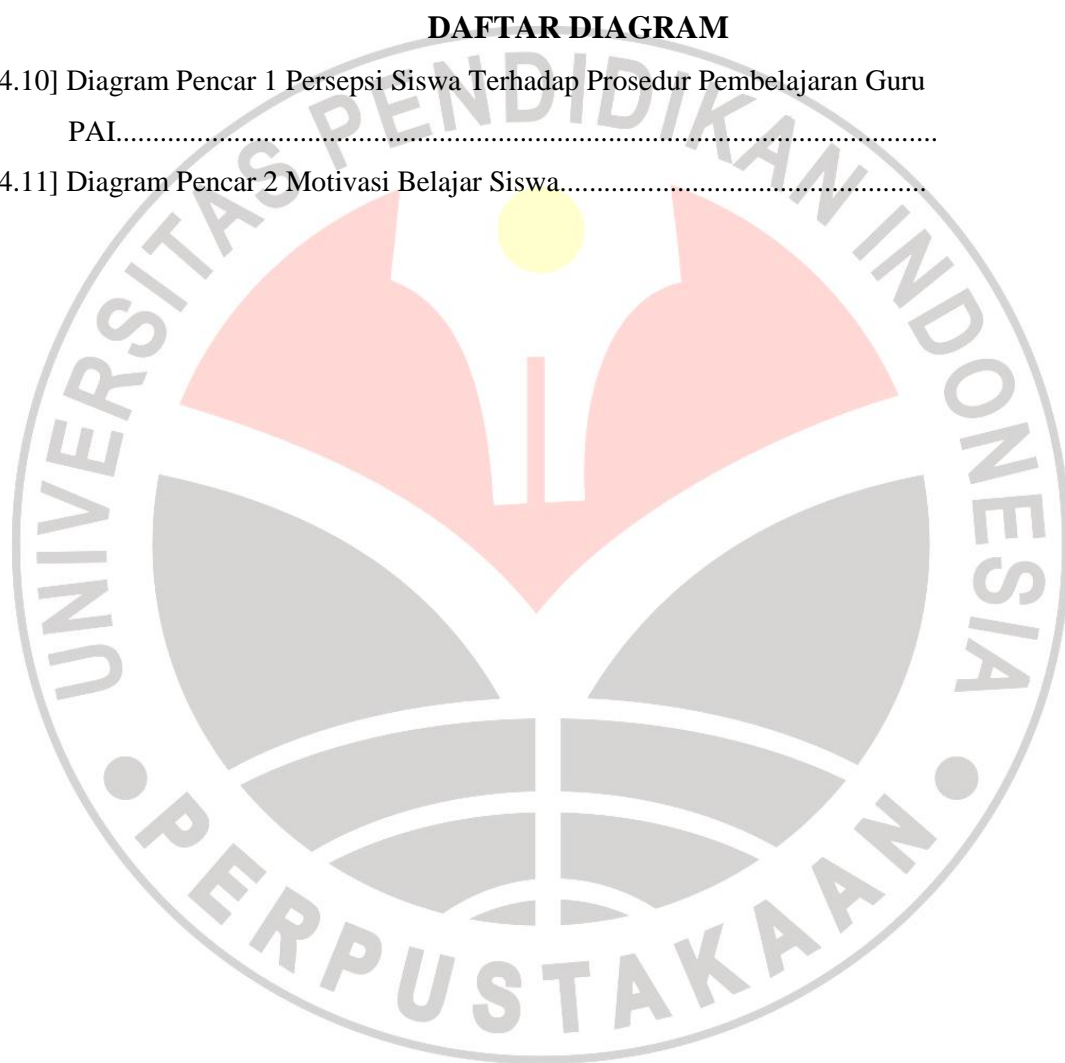 DAFTAR DIAGRAM
4.10] Diagram Pencar 1 Persepsi Siswa Terhadap Prosedur Pembelajaran Guru
PAI................................................................................................................
4.11] Diagram Pencar 2 Motivasi Belajar Siswa..................................................
UNIVERSITAS PENDIDIKAN INDONESIA
PERPUSTAKAAN